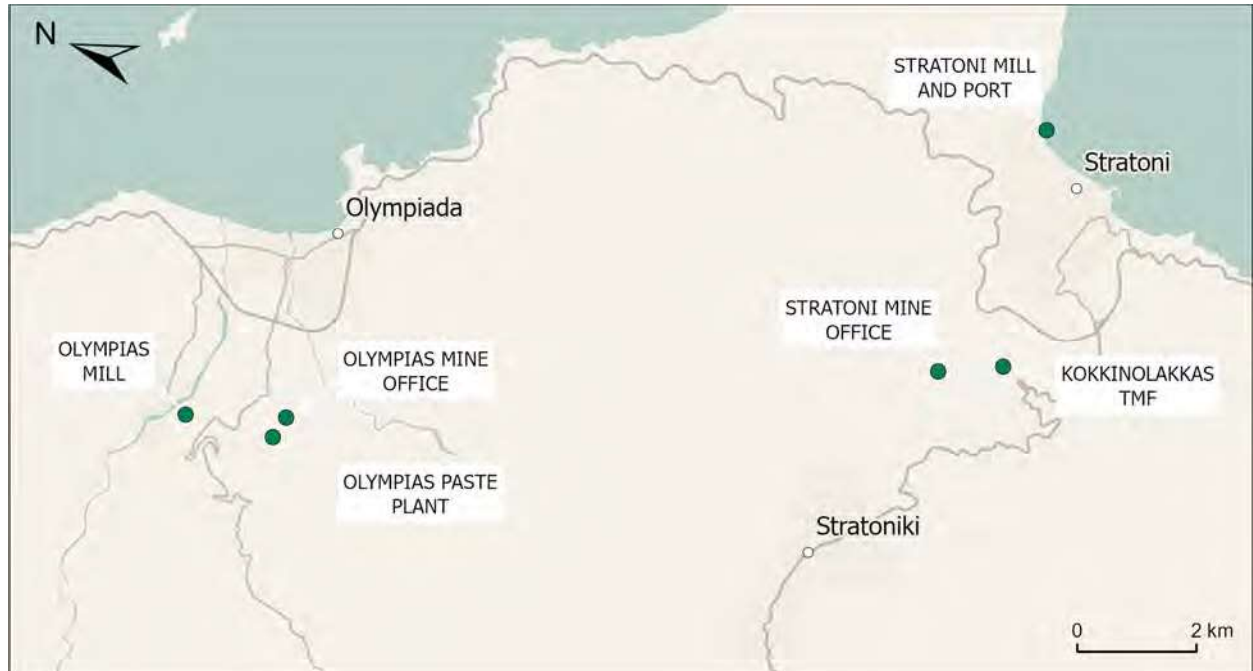 N
STRATONI MILL
AND PORT
Stratoni
Olympiada
STRATONI MINE
OFFICE
OLYMPIAS
MILL
OLYMPIAS MINE
OFFICE
KOKKINOLAKKAS
TMF
OLYMPIAS PASTE
PLANT
Stratoniki
0 2 km